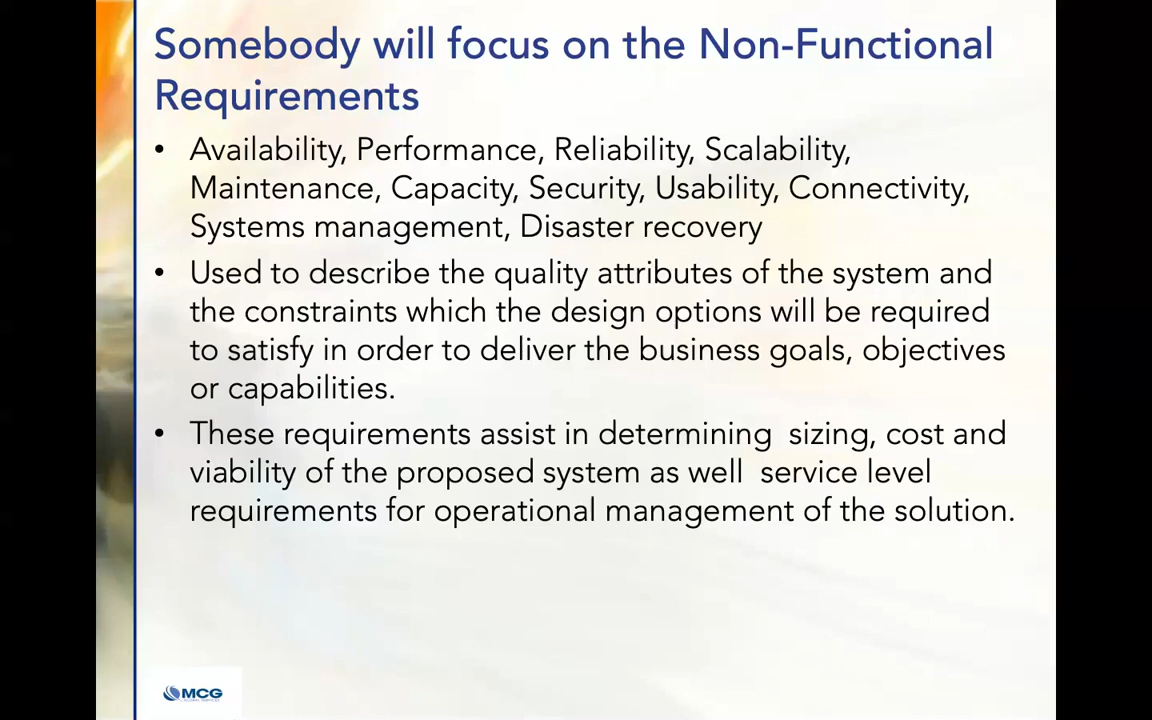 Somebody will focus on the Non-Functional
Requirements
• Availability, Performance, Reliability, Scalability,
Maintenance, Capacity, Security, Usability, Connectivity,
Systems management, Disaster recovery
• Used to describe the quality attributes of the system and
the constraints which the design options will be required
to satisfy in order to deliver the business goals, objectives
or capabilities.
• These requirements assist in determining  sizing, cost and
viability of the proposed system as well  service level
requirements for operational management of the solution.
MCG